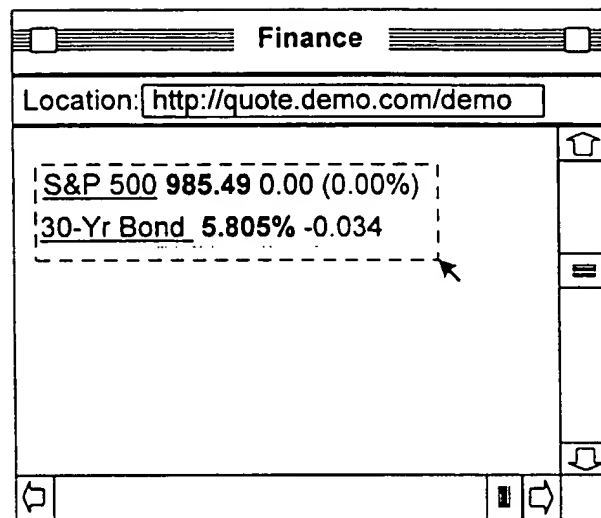 Finance
Location: http://quote.demo.com/demo
S&P 500 985.49 0.00 (0.00%)
30-Yr Bond 5.805% -0.034